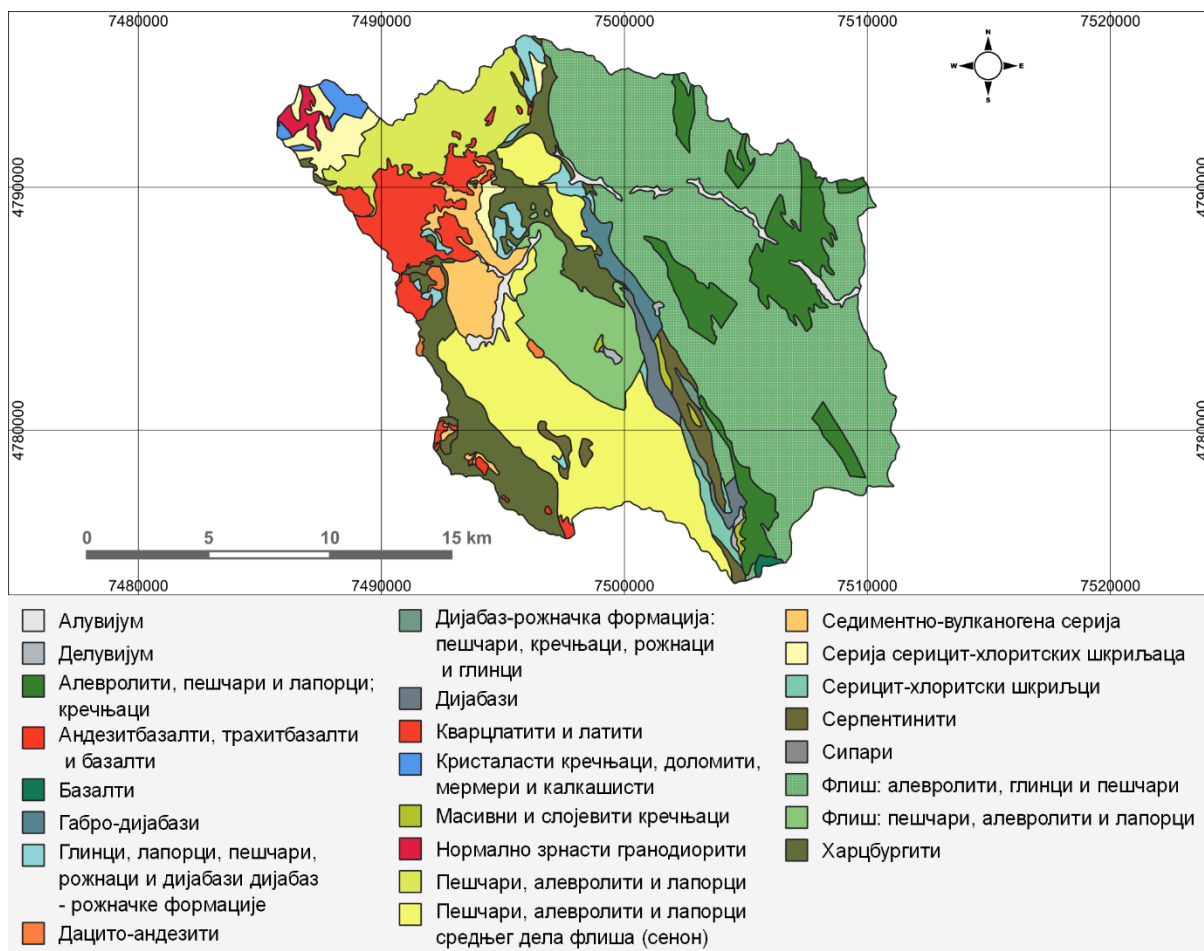 7480000 7490000 7500000 7510000 7520000
N
W E
S
4790000 4790000
4780000 4780000
0 5 10 15 km
7480000 7490000 7500000 7510000 7520000
Алувијум
Делувијум
Алевролити, пешчари и лапорци;
кречњаци
Андезитбазалти, трахитбазалти
и базалти
Базалти
Габро-дијабази
Глинци, лапорци, пешчари,
рожнаци и дијабази дијабаз
- рожначке формације
Дацито-андезити
Дијабаз-рожначка формација:
пешчари, кречњаци, рожнаци
и глинци
Дијабази
Кварцлатити и латити
Кристаласти кречњаци, доломити,
мермери и калкашисти
Масивни и слојевити кречњаци
Нормално зрнасти гранодиорити
Пешчари, алевролити и лапорци
Пешчари, алевролити и лапорци
средњег дела флиша (сенон)
Седиментно-вулканогена серија
Серија серицит-хлоритских шкриљаца
Серицит-хлоритски шкриљци
Серпентинити
Сипари
Флиш: алевролити, глинци и пешчари
Флиш: пешчари, алевролити и лапорци
Харцбургити